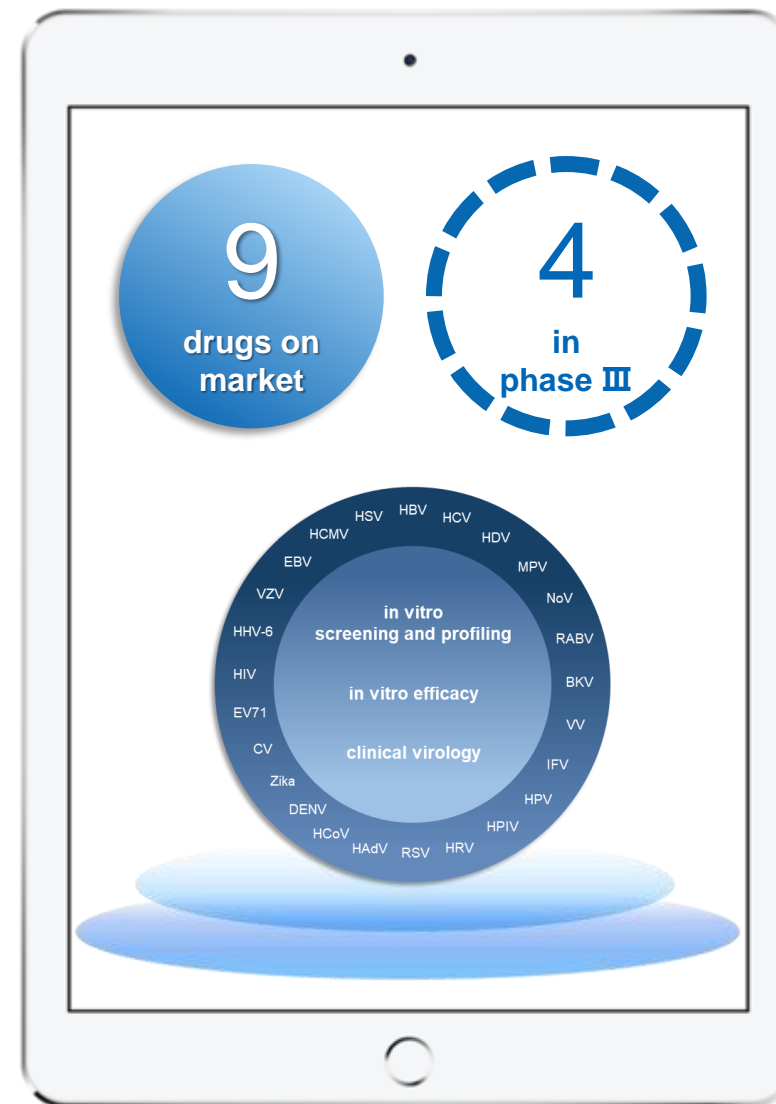 9
drugs on
market
4
in
phase Ⅲ
HBV
HCV
HDV
MPV
NoV
RABV
BKV
VV
IFV
HPV
HPIV
HRV
RSV
HAdV
HCoV
DENV
Zika
CV
EV71
HIV
HHV-6
VZV
EBV
HCMV
HSV
in vitro
screening and profiling
in vitro efficacy
clinical virology